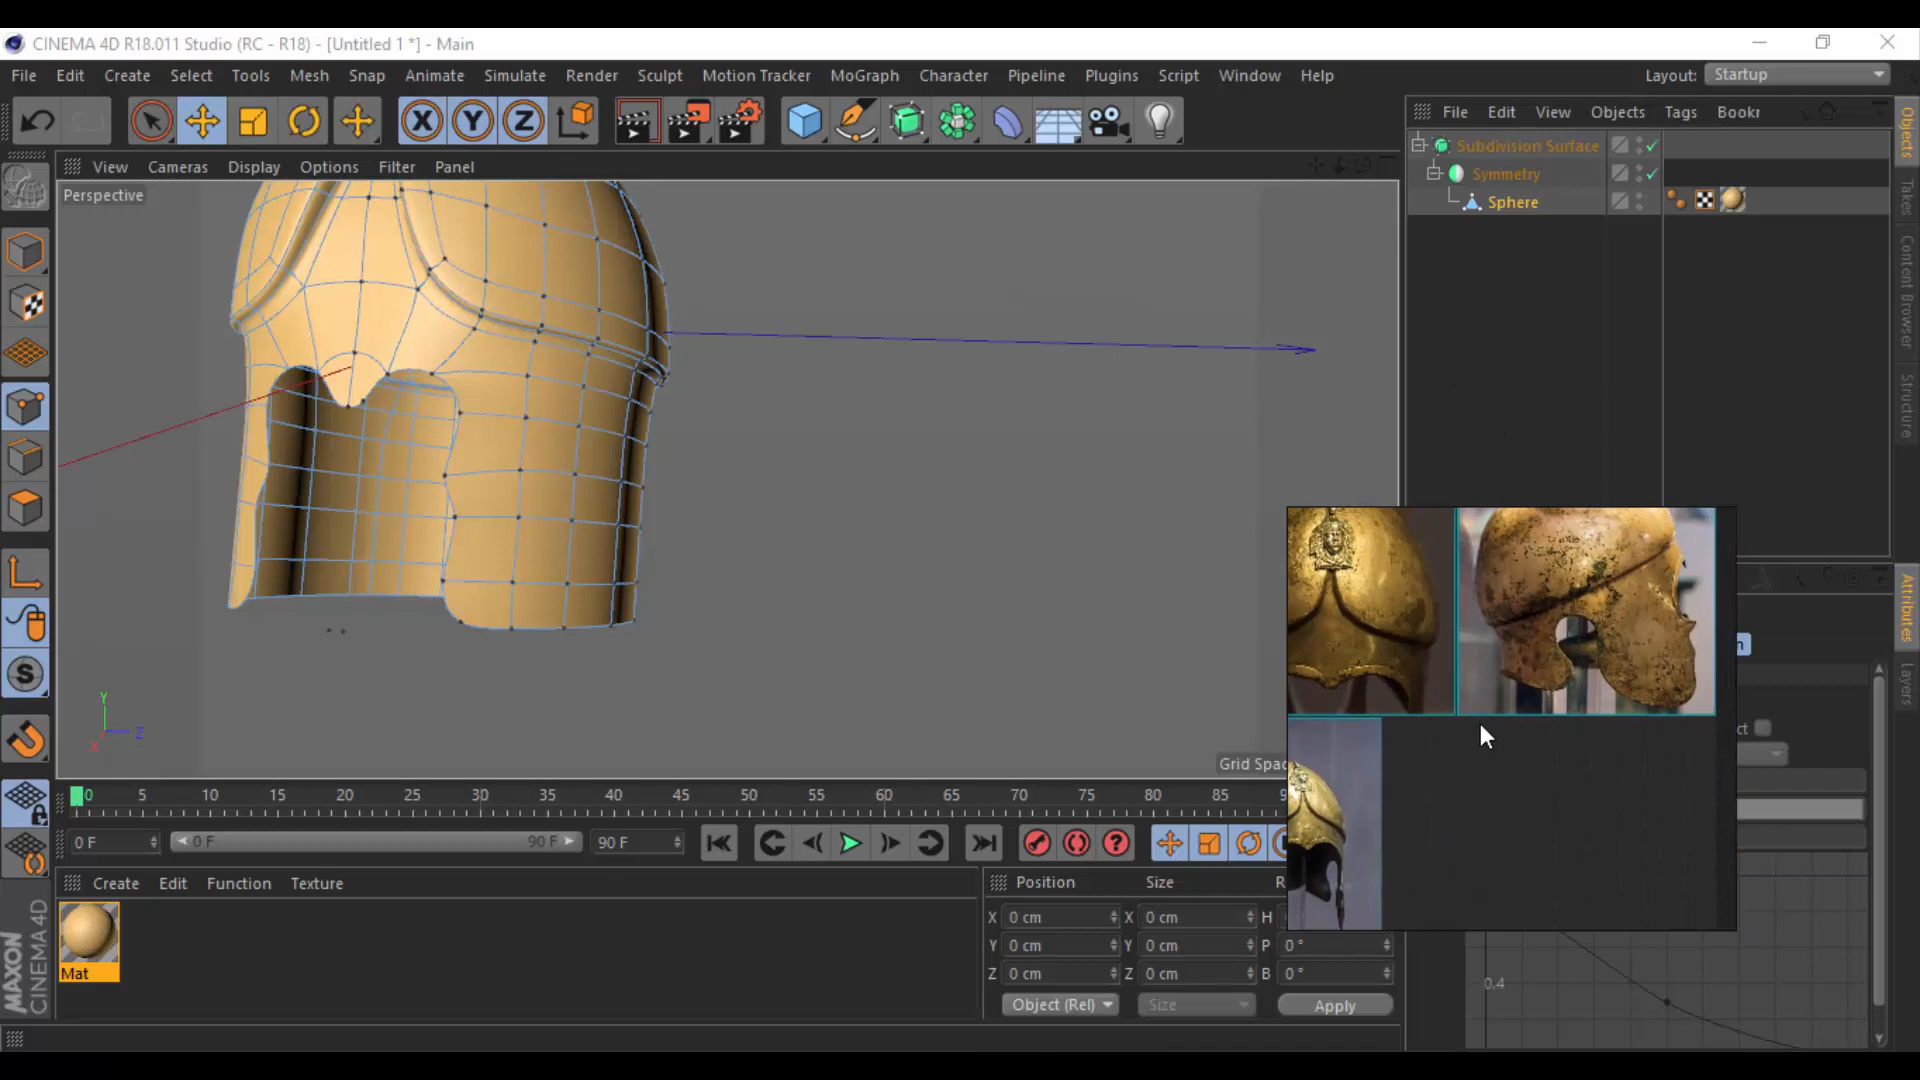 CINEMA 4D R18.011 Studio (RC - R18) - [Untitled 1 *] - Main
File Edit Create Select Tools Mesh Snap Animate Simulate Render Sculpt Motion Tracker MoGraph Character Pipeline Plugins Script Window Help Layout: Startup
File Edit View Objects Tags Bookr
Subdivision Surface
Symmetry
Sphere
View Cameras Display Options Filter Panel
Perspective
X Y Z
Y
X
Z
Grid Spac
0 5 10 15 20 25 30 35 40 45 50 55 60 65 70 75 80 85 9
0 F 0 F 90 F 90 F
Create Edit Function Texture
Mat
Position Size R
X 0 cm X 0 cm H
Y 0 cm Y 0 cm P 0 °
Z 0 cm Z 0 cm B 0 °
Object (Rel) Size Apply
MAXON
CINEMA 4D
Objects
Takes
Content Browser
Structure
Attributes
Layers
ct
0.4